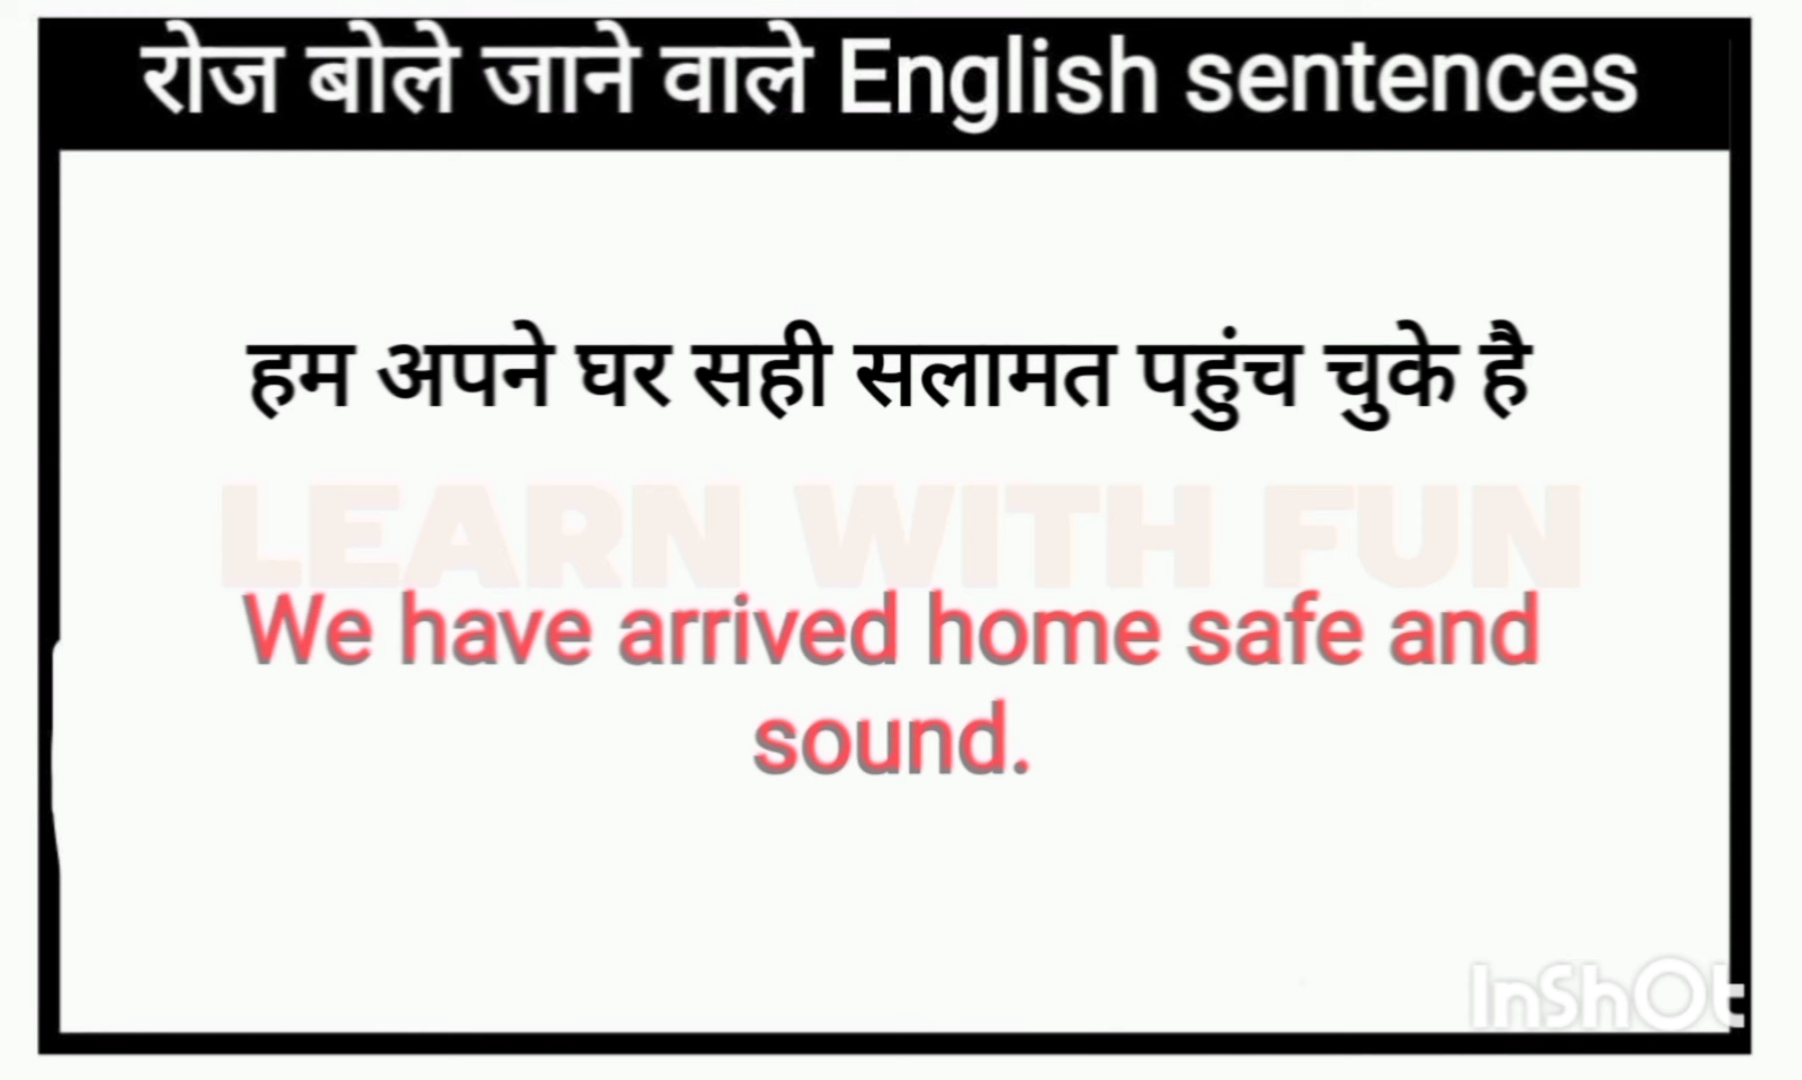 रोज बोले जाने वाले English sentences
हम अपने घर सही सलामत पहुंच चुके है
LEARN WITH FUN
We have arrived home safe and
sound.
InShOt